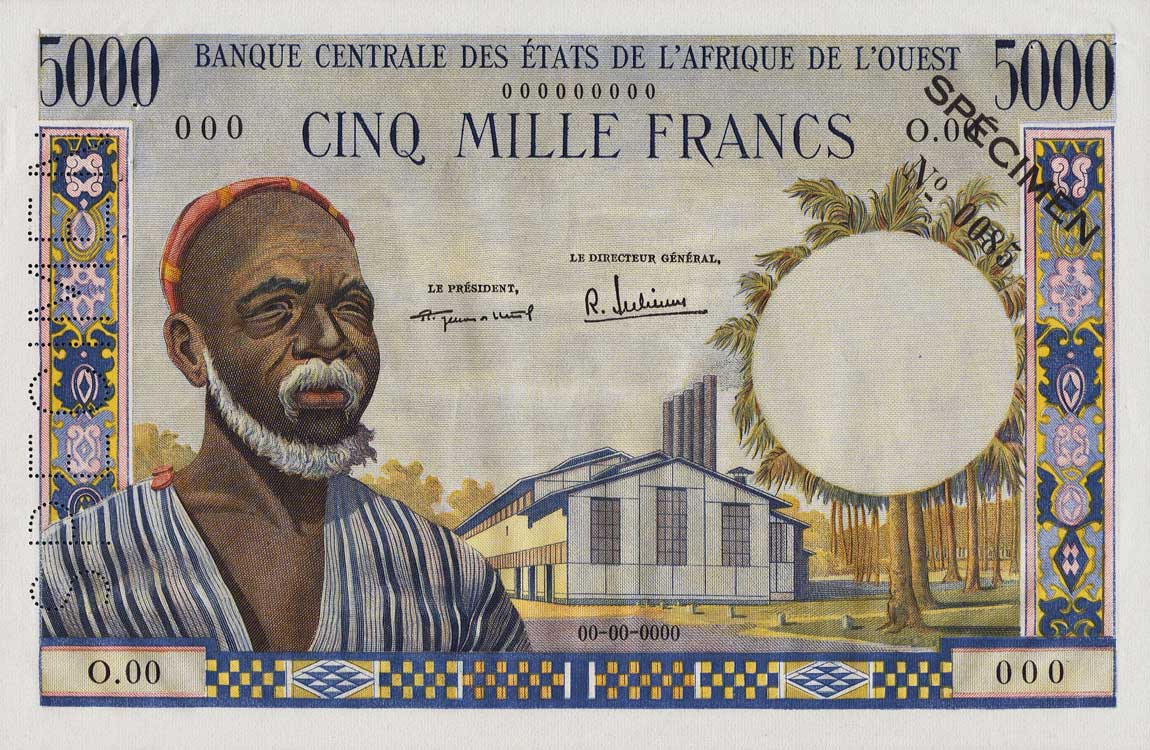 5000 BANQUE CENTRALE DES ÉTATS DE L'AFRIQUE DE L'OUEST 5000
000000000
000 CINQ MILLE FRANCS O.00
SPÉCIMEN
Nº 0085
LE DIRECTEUR GÉNÉRAL,
LE PRÉSIDENT,
R. Julienne
00-00-0000
O.00 000